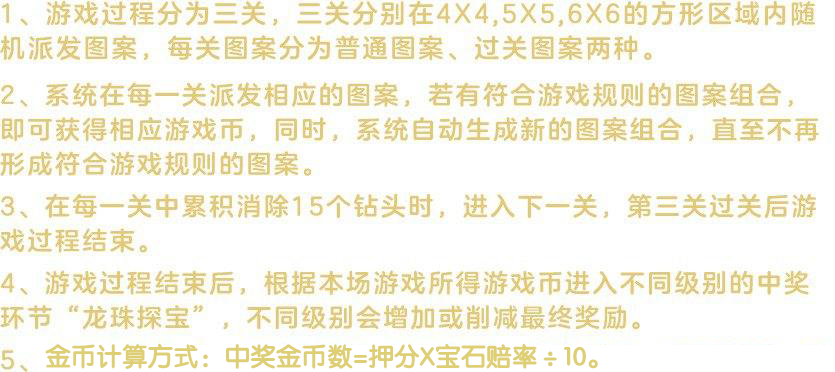 1、游戏过程分为三关，三关分别在4X4,5X5,6X6的方形区域内随
机派发图案，每关图案分为普通图案、过关图案两种。
2、系统在每一关派发相应的图案，若有符合游戏规则的图案组合，
即可获得相应游戏币，同时，系统自动生成新的图案组合，直至不再
形成符合游戏规则的图案。
3、在每一关中累积消除15个钻头时，进入下一关，第三关过关后游
戏过程结束。
4、游戏过程结束后，根据本场游戏所得游戏币进入不同级别的中奖
环节“龙珠探宝”，不同级别会增加或削减最终奖励。
5、金币计算方式：中奖金币数=押分X宝石赔率÷10。